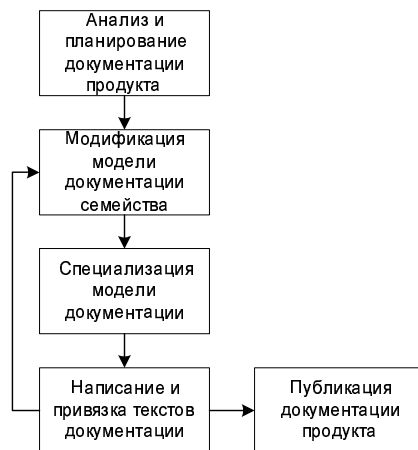 Анализ и
планирование
документации
продукта
Модификация
модели
документации
семейства
Специализация
модели
документации
Написание и
привязка текстов
документации
Публикация
документации
продукта